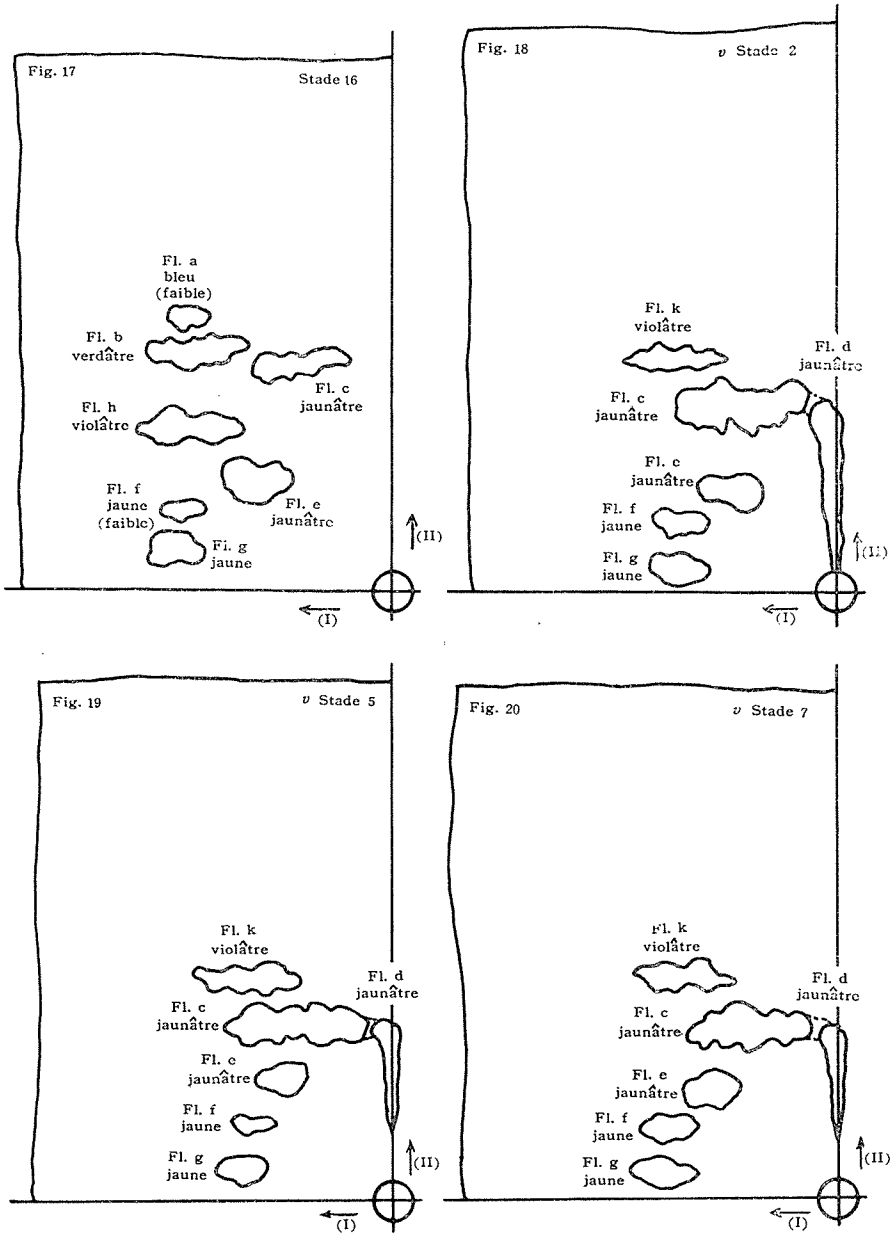 Fig. 17
Stade 16
Fl. a
bleu
(faible)
Fl. b
verdâtre
Fl. c
jaunâtre
Fl. h
violâtre
Fl. f
jaune
(faible)
Fl. e
jaunâtre
Fl. g
jaune
(II)
(I)
Fig. 18
v Stade 2
Fl. k
violâtre
Fl. d
jaunâtre
Fl. c
jaunâtre
Fl. c
jaunâtre
Fl. f
jaune
Fl. g
jaune
(II)
(I)
Fig. 19
v Stade 5
Fl. k
violâtre
Fl. d
jaunâtre
Fl. c
jaunâtre
Fl. c
jaunâtre
Fl. f
jaune
Fl. g
jaune
(II)
(I)
Fig. 20
v Stade 7
Fl. k
violâtre
Fl. d
jaunâtre
Fl. c
jaunâtre
Fl. e
jaunâtre
Fl. f
jaune
Fl. g
jaune
(II)
(I)